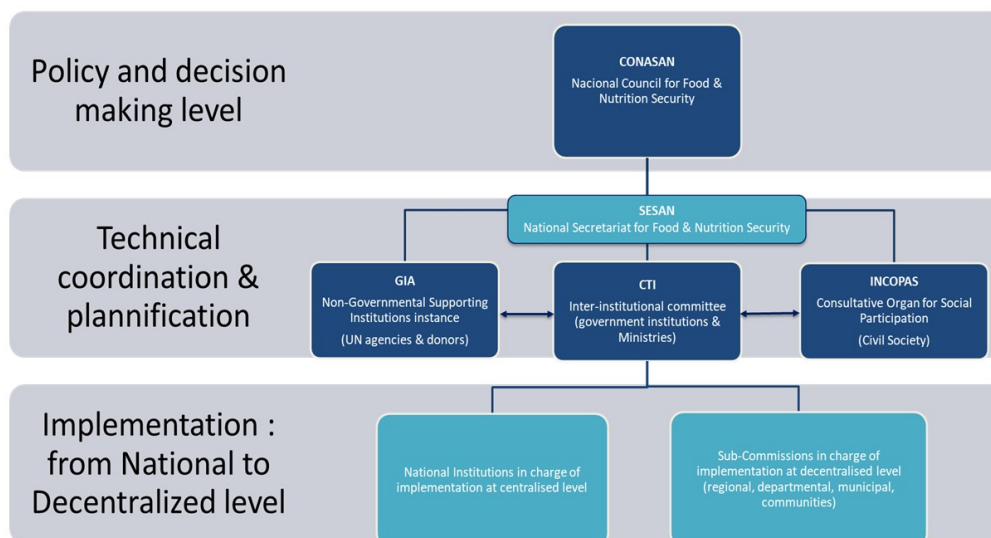 Policy and decision
making level
CONASAN
Nacional Council for Food &
Nutrition Security
Technical
coordination &
plannification
SESAN
National Secretariat for Food & Nutrition Security
GIA
Non-Governmental Supporting
Institutions instance
(UN agencies & donors)
CTI
Inter-institutional committee
(government institutions &
Ministries)
INCOPAS
Consultative Organ for Social
Participation
(Civil Society)
Implementation :
from National to
Decentralized level
National Institutions in charge of
implementation at centralised level
Sub-Commissions in charge of
implementation at decentralised level
(regional, departmental, municipal,
communities)